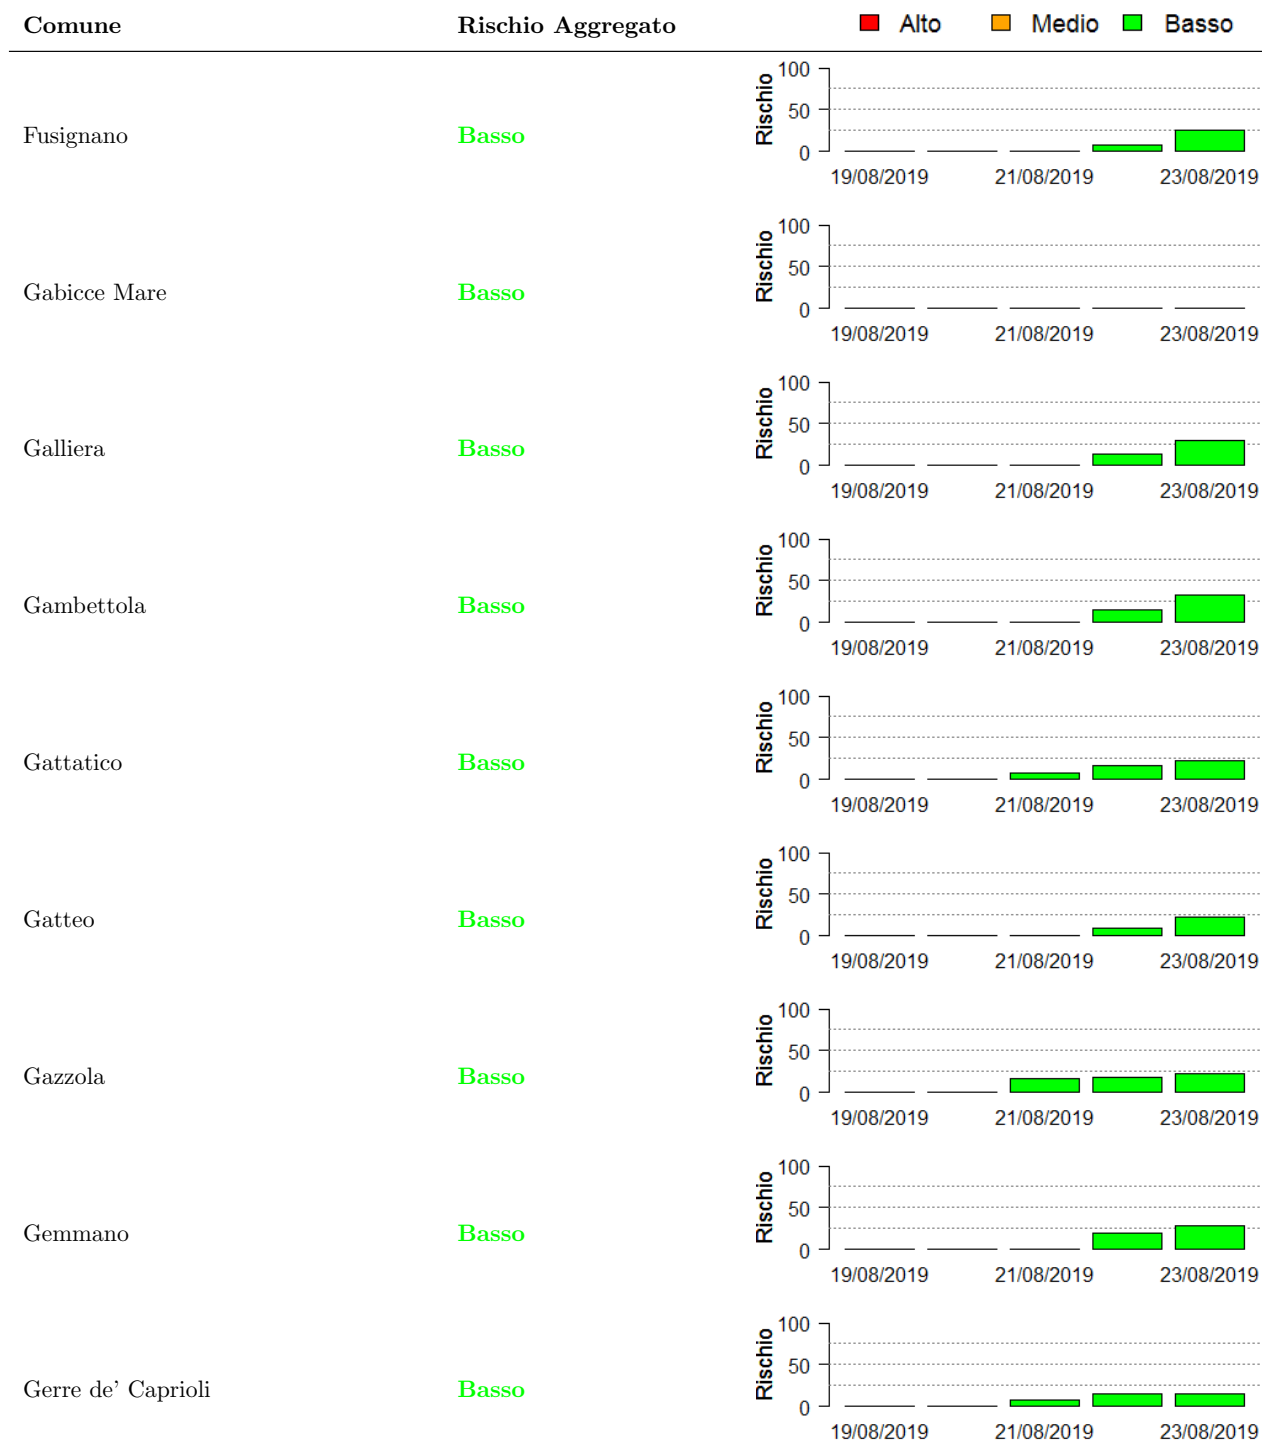 Comune Rischio Aggregato Alto Medio Basso
Fusignano Basso Rischio 100 50 0
19/08/2019 21/08/2019 23/08/2019
Gabicce Mare Basso Rischio 100 50 0
19/08/2019 21/08/2019 23/08/2019
Galliera Basso Rischio 100 50 0
19/08/2019 21/08/2019 23/08/2019
Gambettola Basso Rischio 100 50 0
19/08/2019 21/08/2019 23/08/2019
Gattatico Basso Rischio 100 50 0
19/08/2019 21/08/2019 23/08/2019
Gatteo Basso Rischio 100 50 0
19/08/2019 21/08/2019 23/08/2019
Gazzola Basso Rischio 100 50 0
19/08/2019 21/08/2019 23/08/2019
Gemmano Basso Rischio 100 50 0
19/08/2019 21/08/2019 23/08/2019
Gerre de' Caprioli Basso Rischio 100 50 0
19/08/2019 21/08/2019 23/08/2019